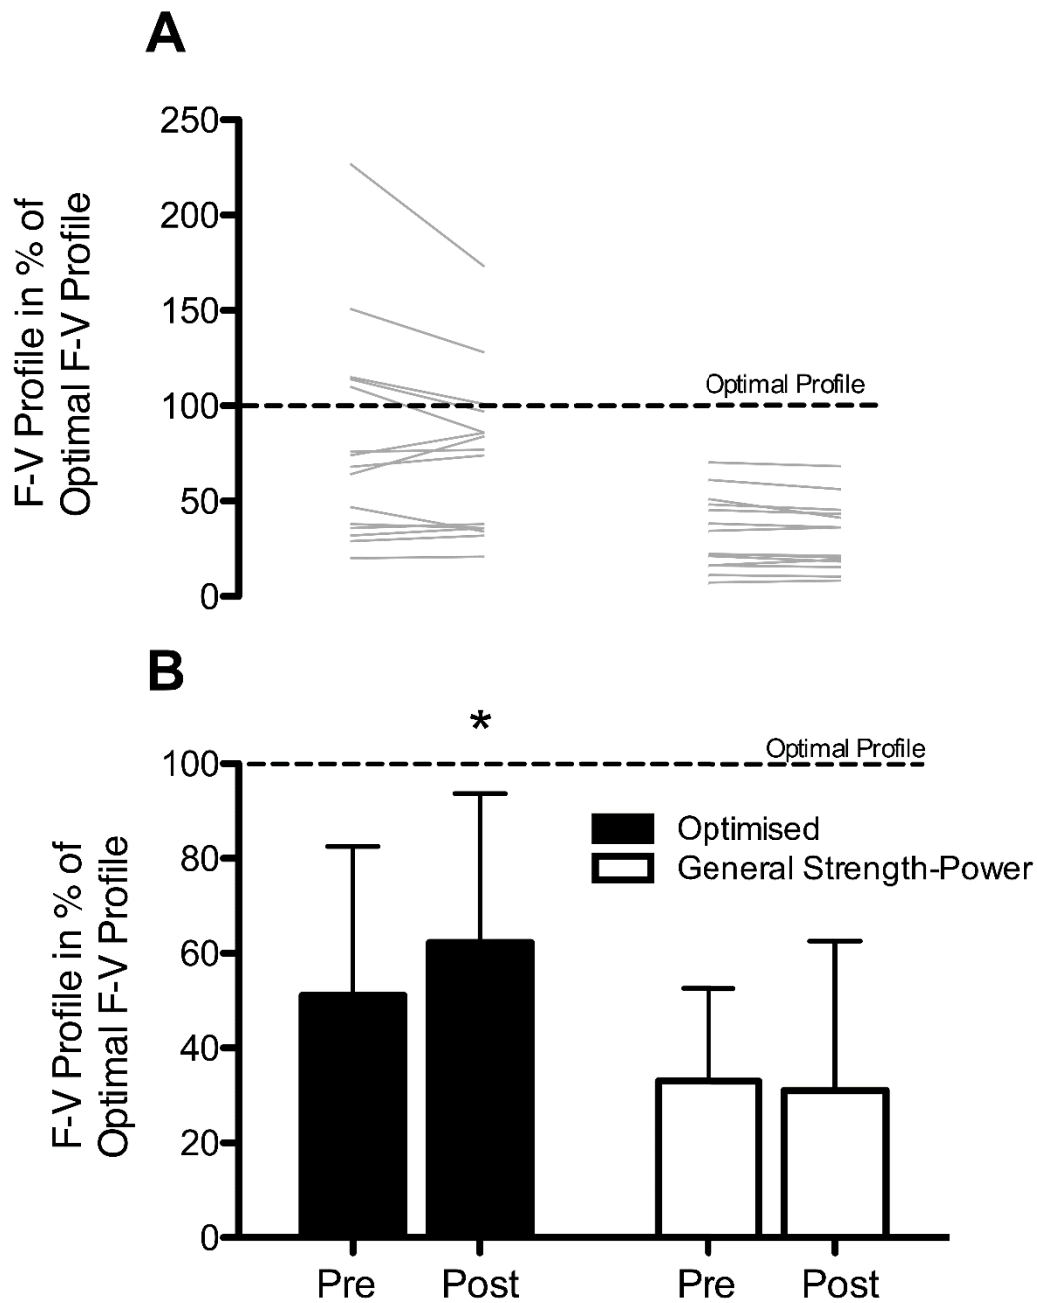 A
F-V Profile in % of
Optimal F-V Profile
250
200
150
100
50
0
Optimal Profile
B
F-V Profile in % of
Optimal F-V Profile
*
100
80
60
40
20
0
Optimal Profile
Optimised
General Strength-Power
Pre Post Pre Post